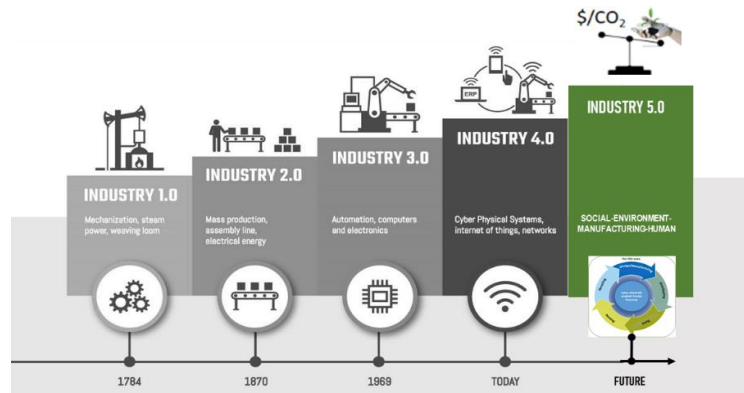 $/CO₂
INDUSTRY 5.0
INDUSTRY 4.0
ERP
INDUSTRY 3.0
INDUSTRY 2.0
INDUSTRY 1.0
Mechanization, steam
power, weaving loom
Mass production,
assembly line,
electrical energy
Automation, computers
and electronics
Cyber Physical Systems,
internet of things, networks
SOCIAL-ENVIRONMENT-
MANUFACTURING-HUMAN
1784
1870
1969
TODAY
FUTURE